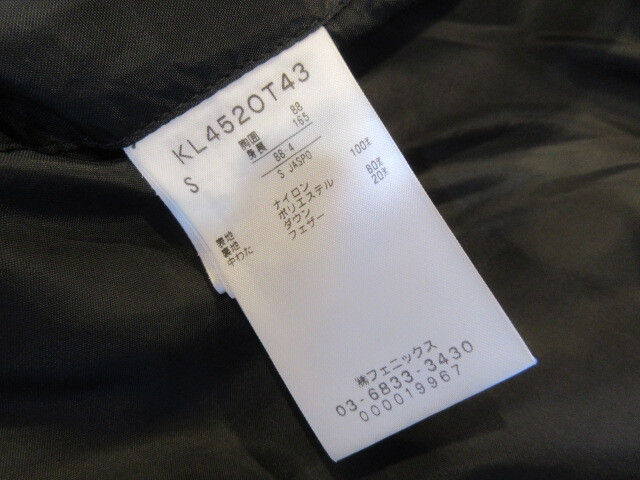 KL4520T43
S
胸囲 88
身長 165
88-4
S JASPO
表地 ナイロン 100%
裏地 ポリエステル
中わた ダウン 80%
フェザー 20%
㈱フェニックス
03-6833-3430
000019967